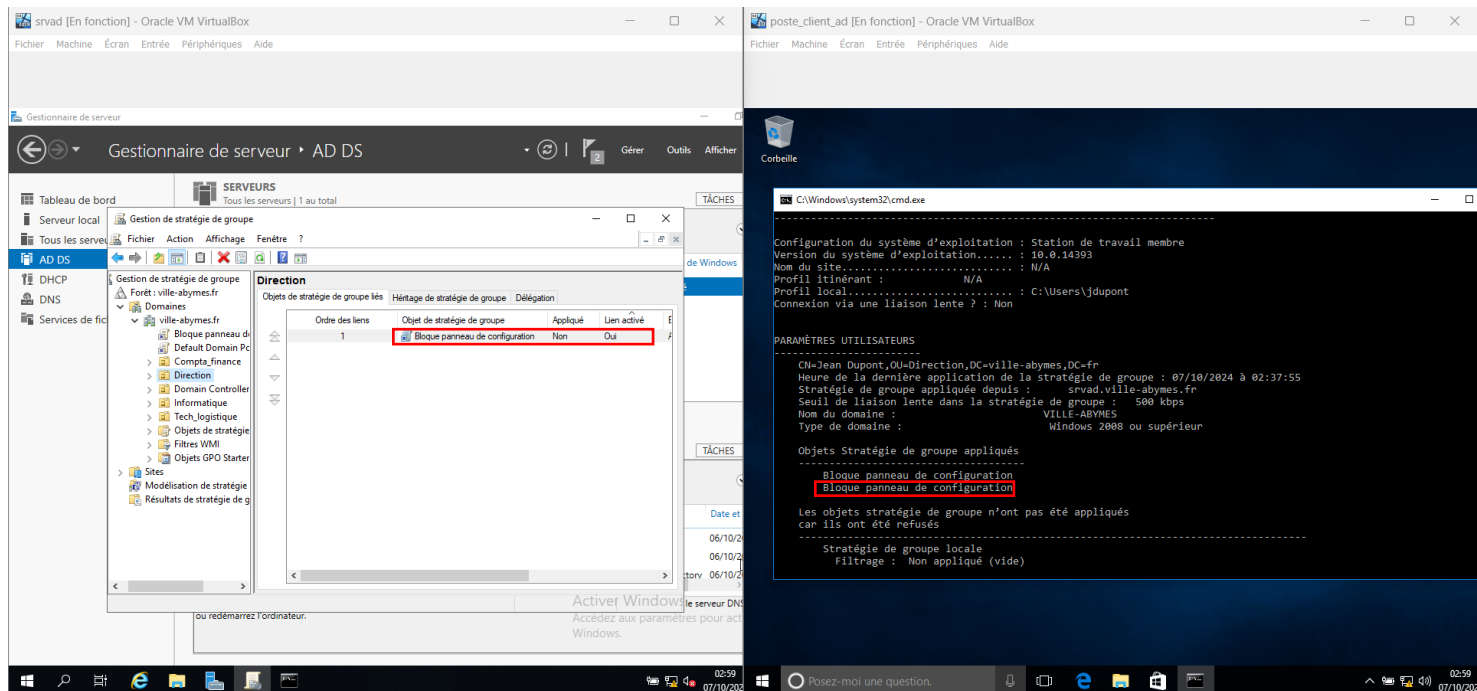 srvad [En fonction] - Oracle VM VirtualBox
Fichier Machine Écran Entrée Périphériques Aide
Gestionnaire de serveur
Gestionnaire de serveur • AD DS
2
Gérer Outils Afficher
Tableau de bord
Serveur local
Tous les serveu
AD DS
DHCP
DNS
Services de fic
SERVEURS
Tous les serveurs | 1 au total
TÂCHES
de Windows
Gestion de stratégie de groupe
Fichier Action Affichage Fenêtre ?
Gestion de stratégie de groupe
Forêt : ville-abymes.fr
Domaines
ville-abymes.fr
Bloque panneau de
Default Domain Pc
Compta_finance
Direction
Domain Controller
Informatique
Tech_logistique
Objets de stratégie
Filtres WMI
Objets GPO Starter
Sites
Modélisation de stratégie
Résultats de stratégie de g
Direction
Objets de stratégie de groupe liés Héritage de stratégie de groupe Délégation
Ordre des liens Objet de stratégie de groupe Appliqué Lien activé E
1 Bloque panneau de configuration Non Oui A
TÂCHES
Date et
06/10/20
06/10/2
ctory 06/10/2
le serveur DNS
ou redémarrez l'ordinateur.
Activer Windows
Accédez aux paramètres pour act
Windows.
02:59
07/10/202
poste_client_ad [En fonction] - Oracle VM VirtualBox
Fichier Machine Écran Entrée Périphériques Aide
Corbeille
C:\Windows\system32\cmd.exe
---------------------------------------------------------------
Configuration du système d'exploitation : Station de travail membre
Version du système d'exploitation...... : 10.0.14393
Nom du site............................ : N/A
Profil itinérant : N/A
Profil local........................... : C:\Users\jdupont
Connexion via une liaison lente ? : Non
PARAMÈTRES UTILISATEURS
-----------------------
CN=Jean Dupont,OU=Direction,DC=ville-abymes,DC=fr
Heure de la dernière application de la stratégie de groupe : 07/10/2024 à 02:37:55
Stratégie de groupe appliquée depuis : srvad.ville-abymes.fr
Seuil de liaison lente dans la stratégie de groupe : 500 kbps
Nom du domaine : VILLE-ABYMES
Type de domaine : Windows 2008 ou supérieur
Objets Stratégie de groupe appliqués
------------------------------------
Bloque panneau de configuration
Bloque panneau de configuration
Les objets stratégie de groupe n'ont pas été appliqués
car ils ont été refusés
---------------------------------------------------------------
Stratégie de groupe locale
Filtrage : Non appliqué (vide)
Posez-moi une question.
02:59
07/10/202